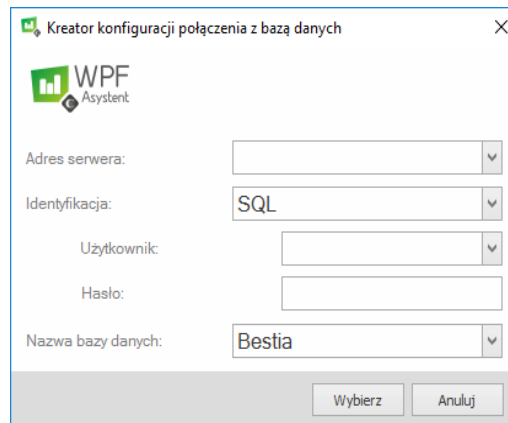 Kreator konfiguracji połączenia z bazą danych
WPF
Asystent
Adres serwera:
Identyfikacja: SQL
Użytkownik:
Hasło:
Nazwa bazy danych: Bestia
Wybierz Anuluj